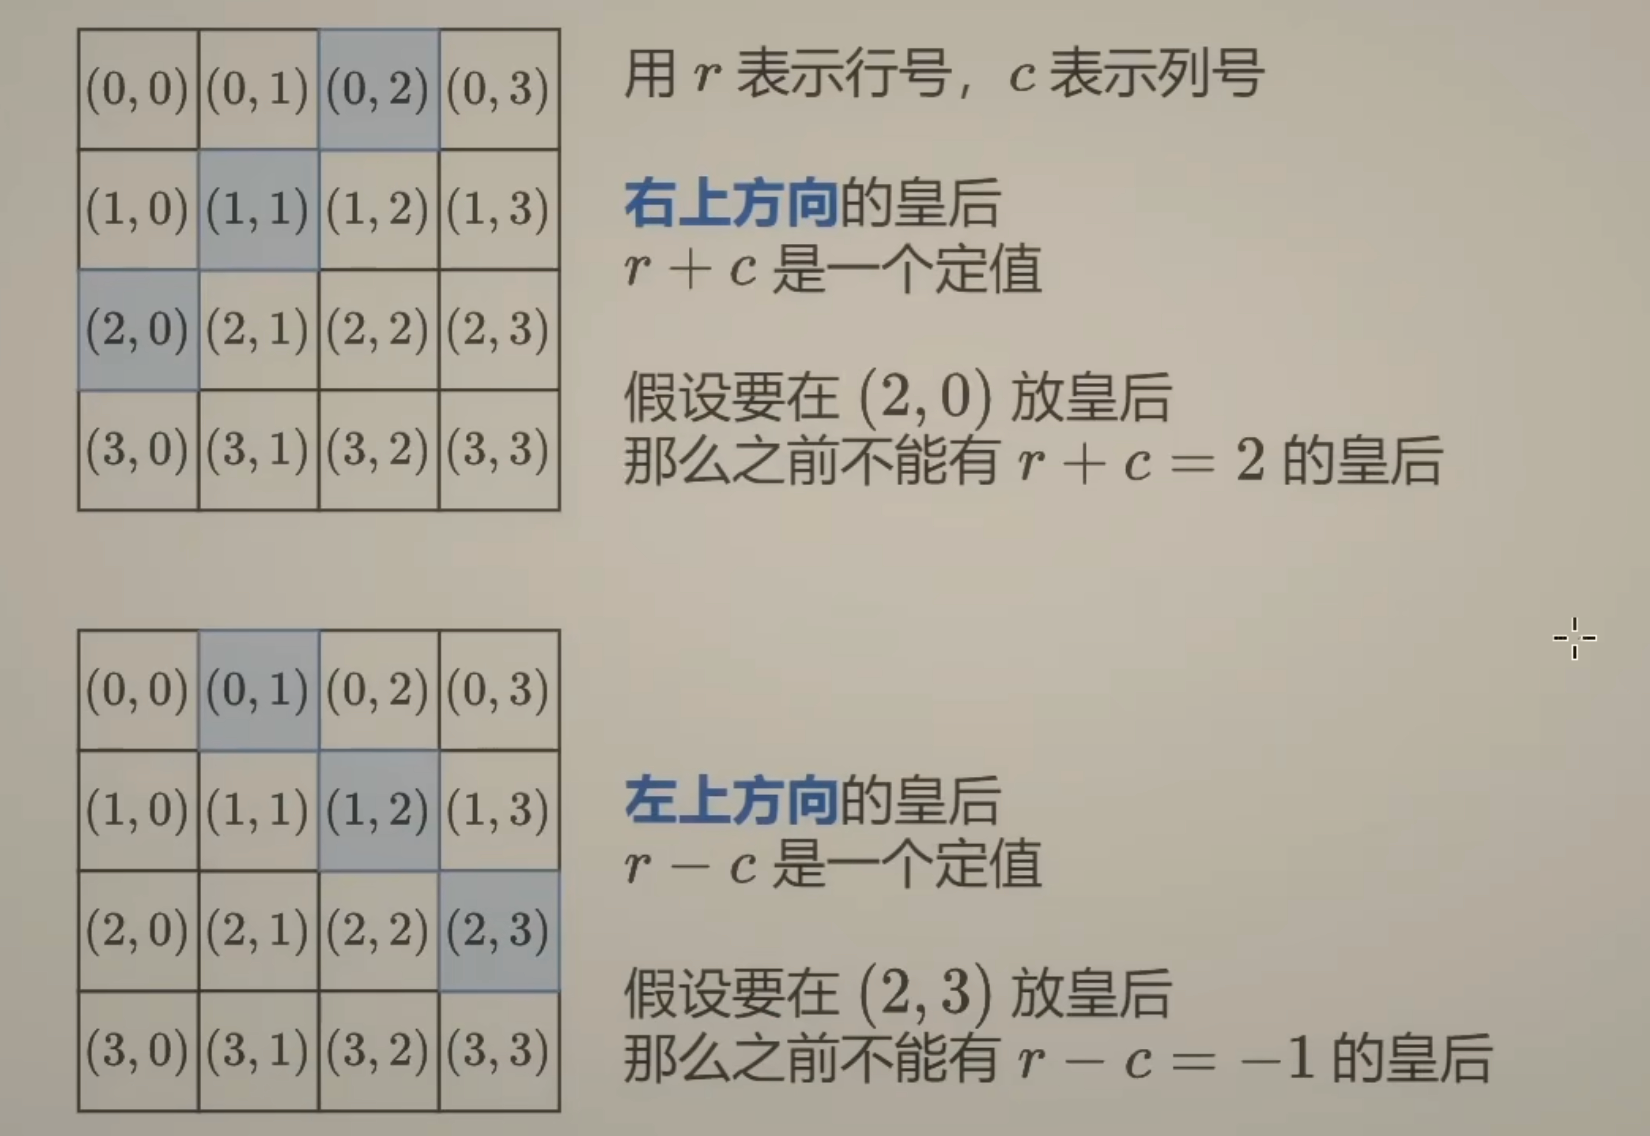 (0, 0) (0, 1) (0, 2) (0, 3)
(1, 0) (1, 1) (1, 2) (1, 3)
(2, 0) (2, 1) (2, 2) (2, 3)
(3, 0) (3, 1) (3, 2) (3, 3)
用 r 表示行号，c 表示列号
右上方向的皇后
r + c 是一个定值
假设要在 (2, 0) 放皇后
那么之前不能有 r + c = 2 的皇后
(0, 0) (0, 1) (0, 2) (0, 3)
(1, 0) (1, 1) (1, 2) (1, 3)
(2, 0) (2, 1) (2, 2) (2, 3)
(3, 0) (3, 1) (3, 2) (3, 3)
左上方向的皇后
r − c 是一个定值
假设要在 (2, 3) 放皇后
那么之前不能有 r − c = −1 的皇后